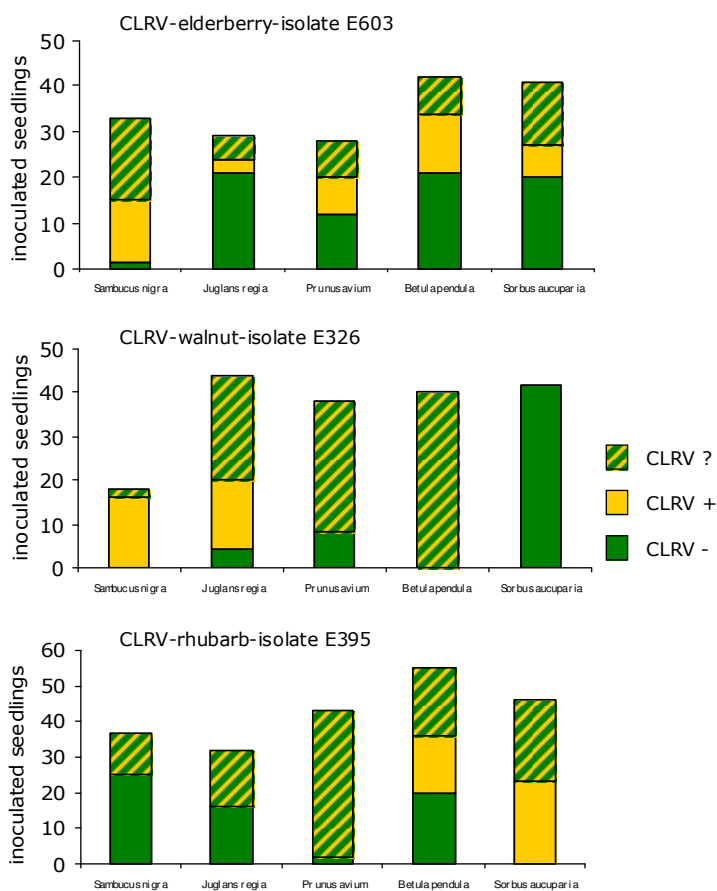 CLRV-elderberry-isolate E603
50
40
30
20
10
0
inoculated seedlings
Sambucus nigra Juglans regia Prunus avium Betula pendula Sorbus aucuparia
CLRV-walnut-isolate E326
50
40
30
20
10
0
inoculated seedlings
Sambucus nigra Juglans regia Prunus avium Betula pendula Sorbus aucuparia
CLRV ?
CLRV +
CLRV -
CLRV-rhubarb-isolate E395
60
50
40
30
20
10
0
inoculated seedlings
Sambucus nigra Juglans regia Prunus avium Betula pendula Sorbus aucuparia